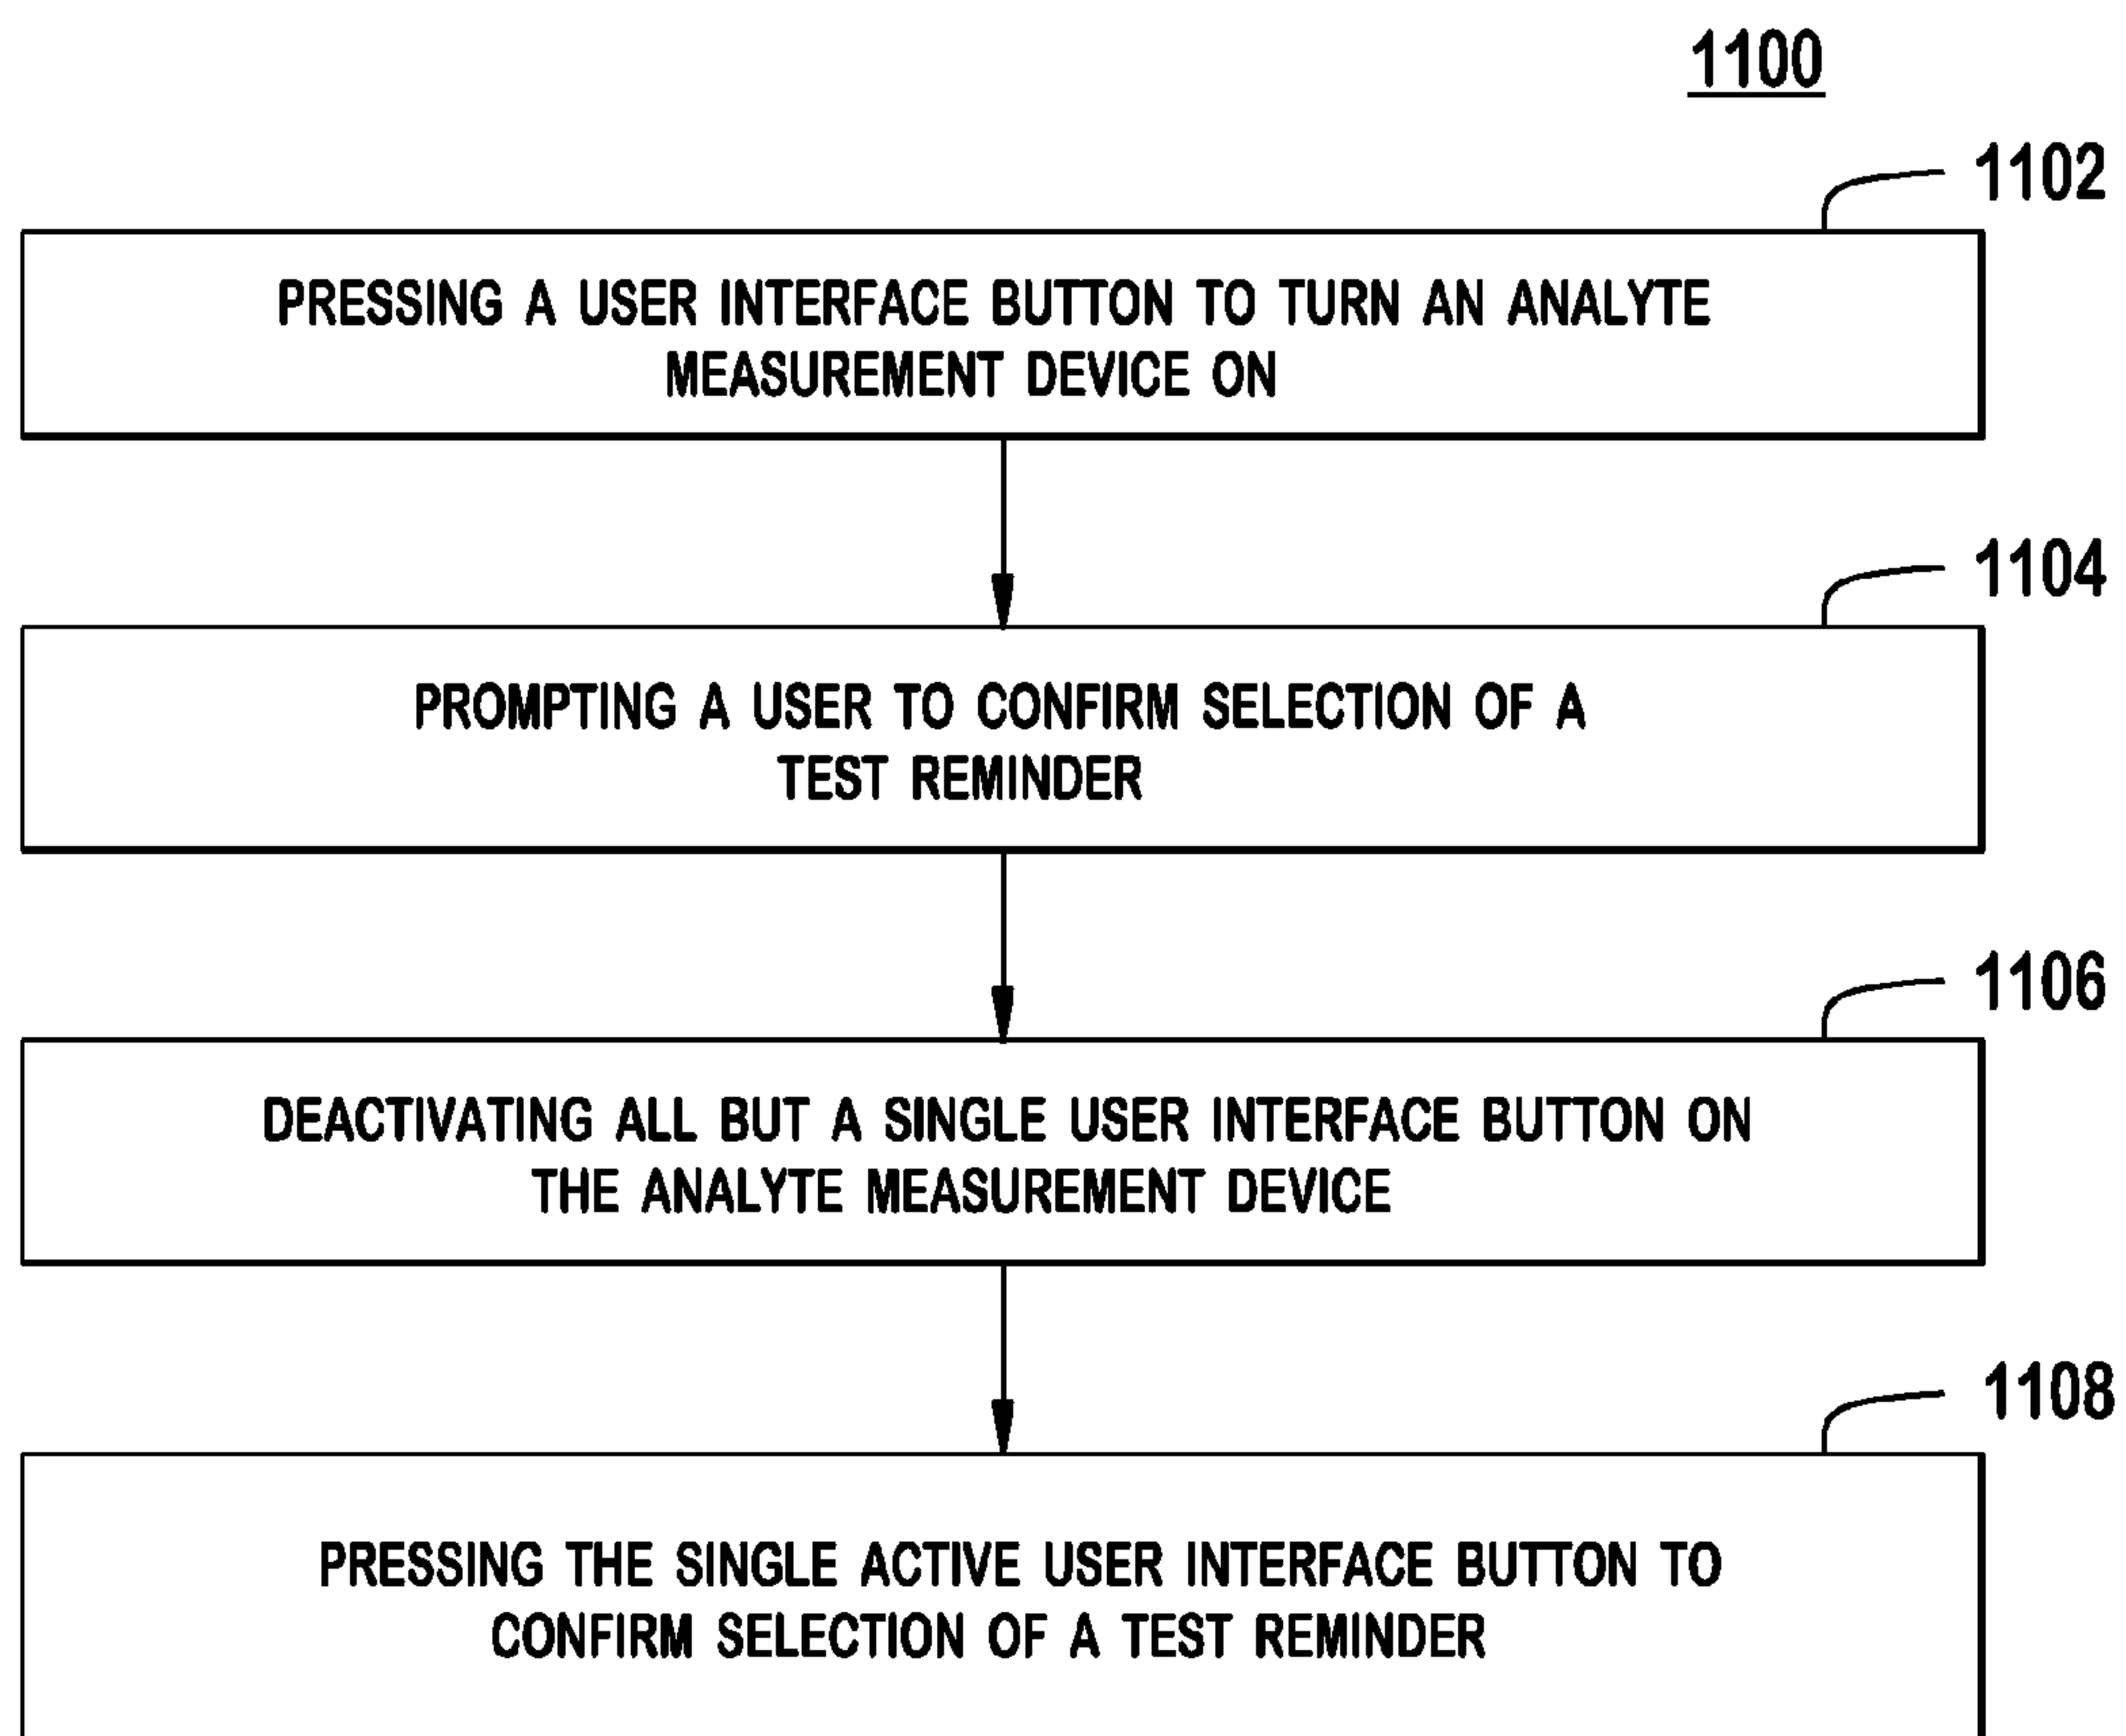 1100
1102
PRESSING A USER INTERFACE BUTTON TO TURN AN ANALYTE
MEASUREMENT DEVICE ON
1104
PROMPTING A USER TO CONFIRM SELECTION OF A
TEST REMINDER
1106
DEACTIVATING ALL BUT A SINGLE USER INTERFACE BUTTON ON
THE ANALYTE MEASUREMENT DEVICE
1108
PRESSING THE SINGLE ACTIVE USER INTERFACE BUTTON TO
CONFIRM SELECTION OF A TEST REMINDER